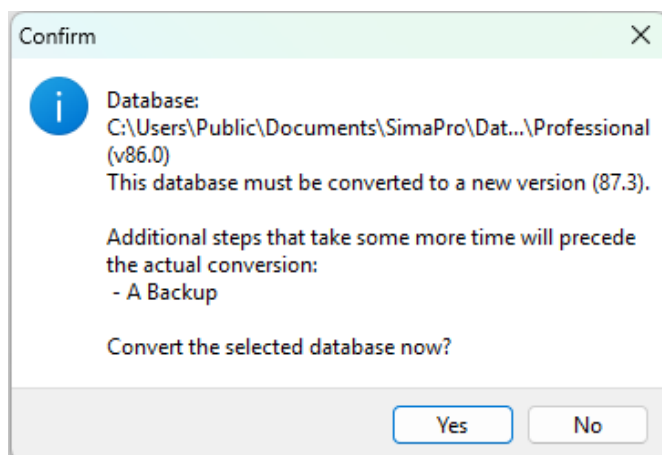 Confirm
Database:
C:\Users\Public\Documents\SimaPro\Dat...\Professional
(v86.0)
This database must be converted to a new version (87.3).
Additional steps that take some more time will precede
the actual conversion:
- A Backup
Convert the selected database now?
Yes No